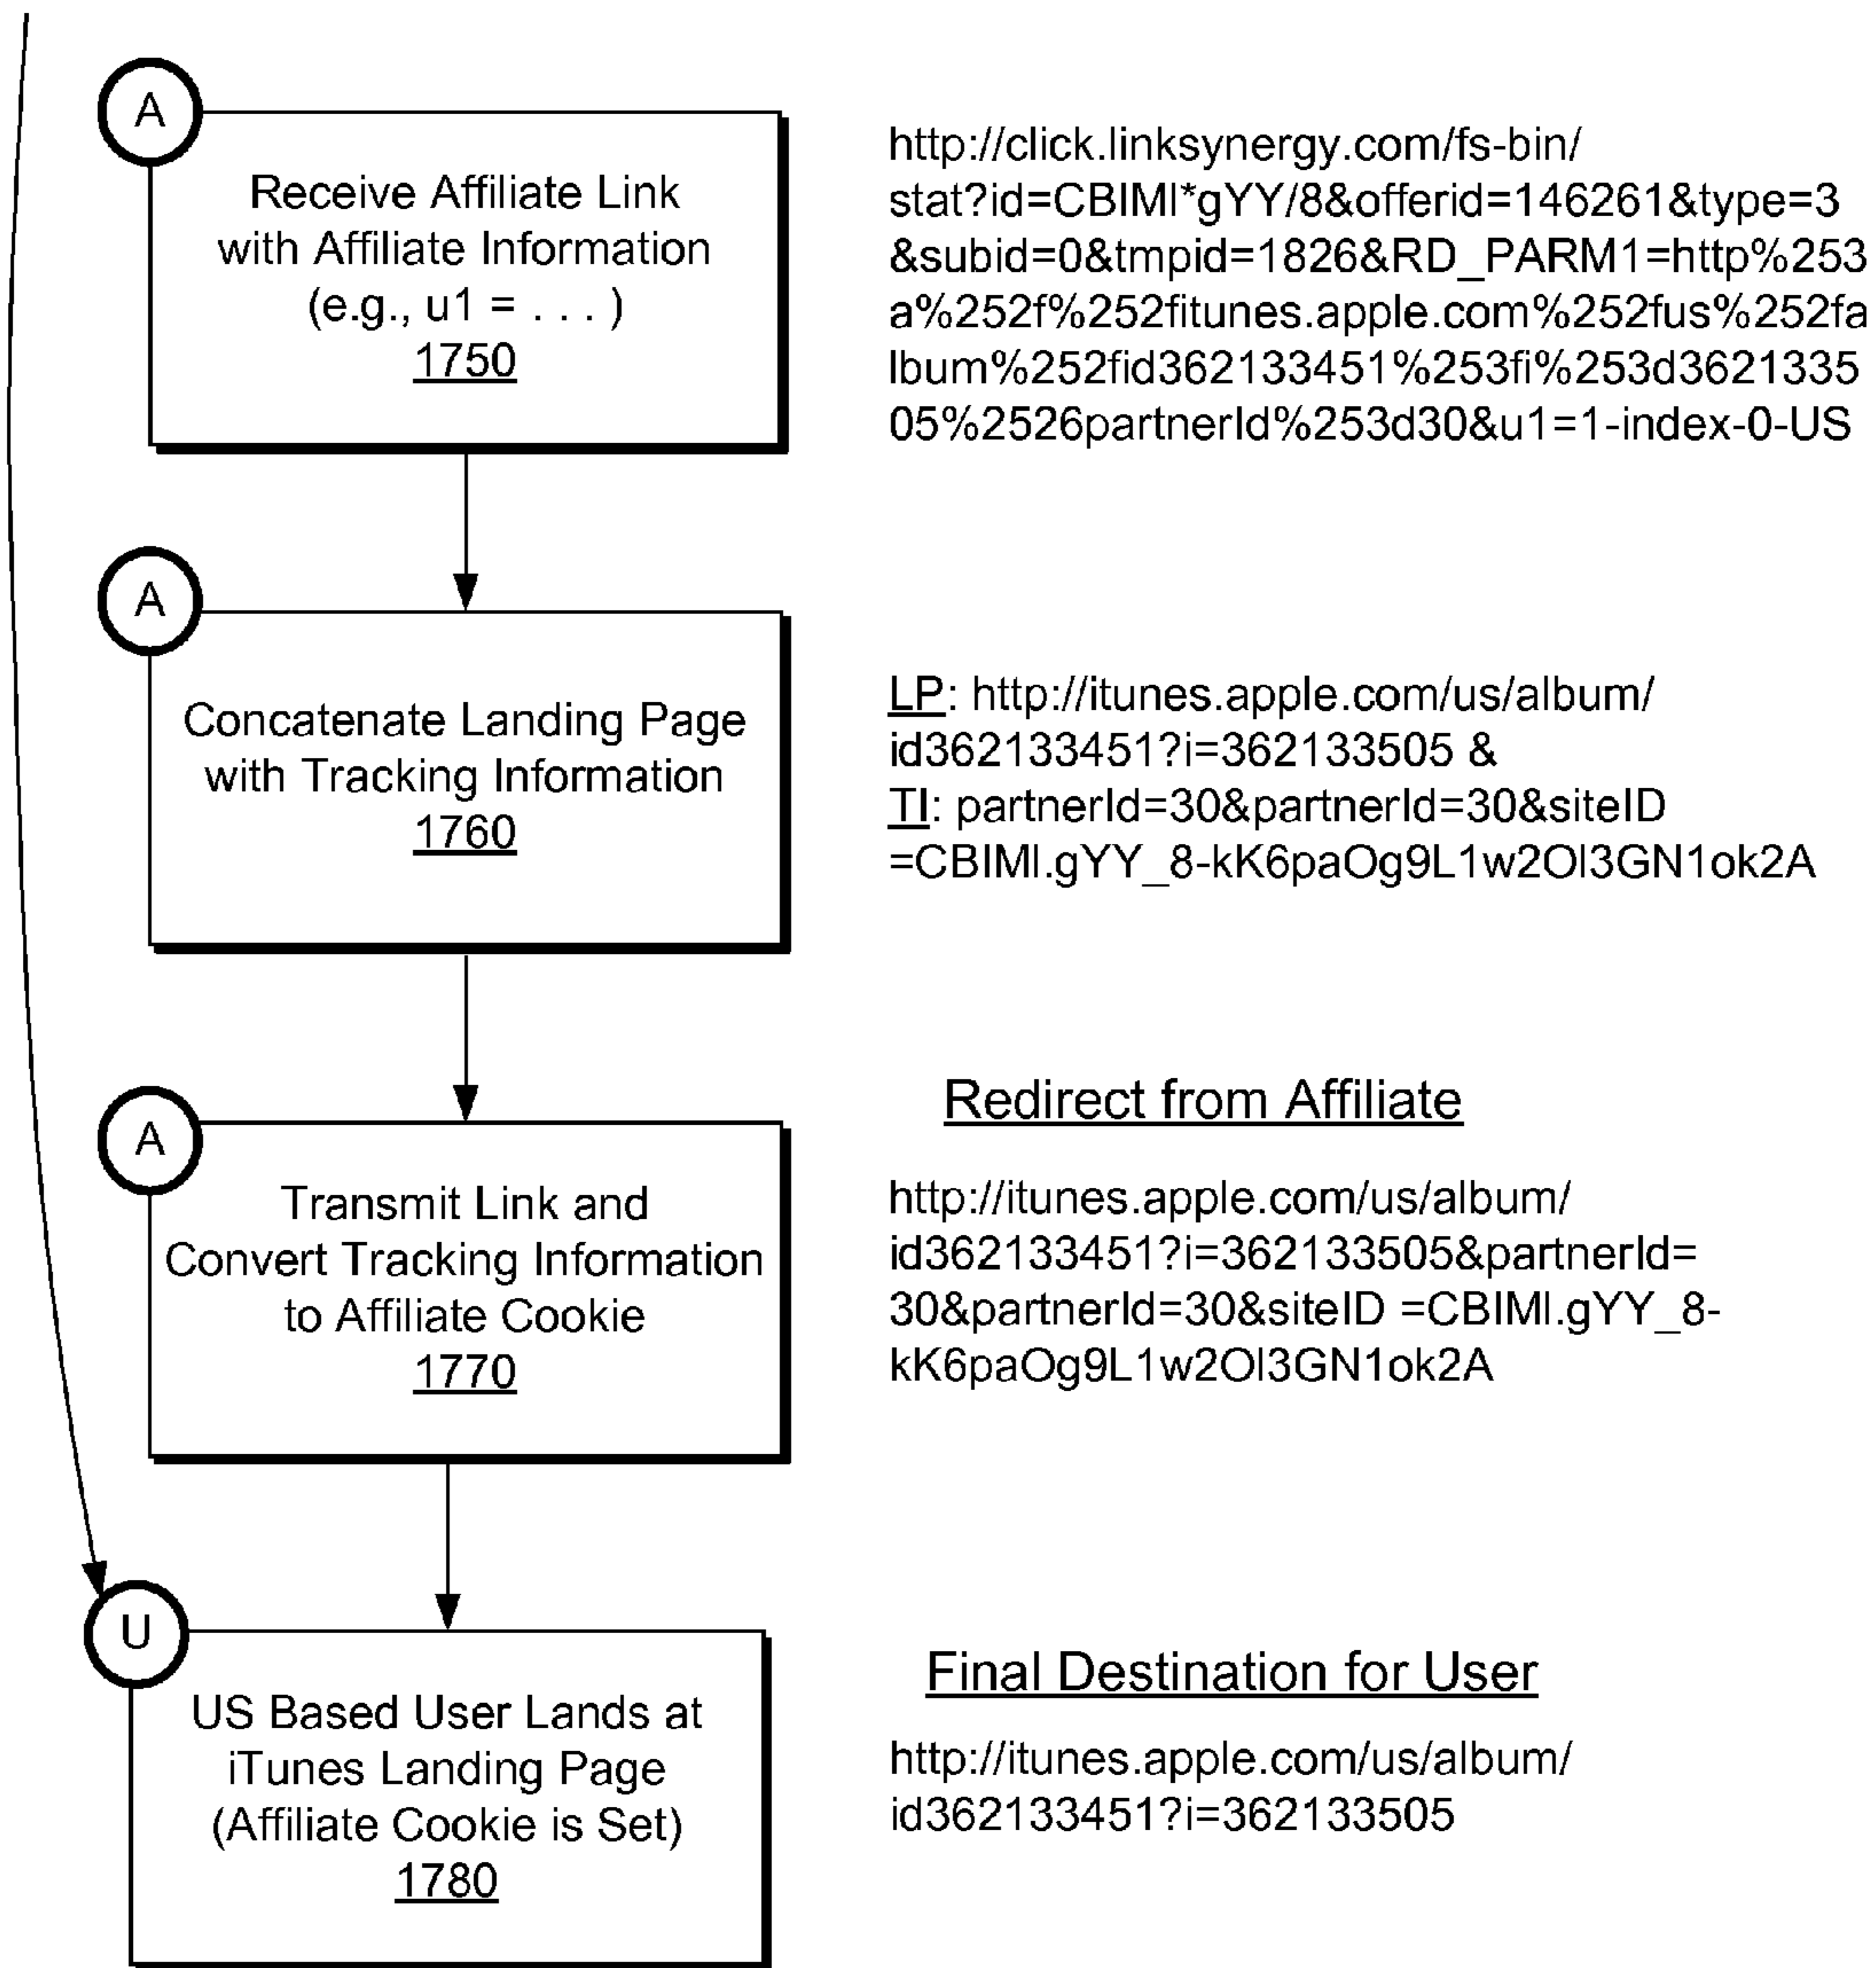 A
Receive Affiliate Link
with Affiliate Information
(e.g., u1 = . . . )
1750
http://click.linksynergy.com/fs-bin/
stat?id=CBIMl*gYY/8&offerid=146261&type=3
&subid=0&tmpid=1826&RD_PARM1=http%253
a%252f%252fitunes.apple.com%252fus%252fa
lbum%252fid362133451%253fi%253d3621335
05%2526partnerId%253d30&u1=1-index-0-US
A
Concatenate Landing Page
with Tracking Information
1760
LP: http://itunes.apple.com/us/album/
id362133451?i=362133505 &
TI: partnerId=30&partnerId=30&siteID
=CBIMl.gYY_8-kK6paOg9L1w2Ol3GN1ok2A
A
Transmit Link and
Convert Tracking Information
to Affiliate Cookie
1770
Redirect from Affiliate
http://itunes.apple.com/us/album/
id362133451?i=362133505&partnerId=
30&partnerId=30&siteID =CBIMl.gYY_8-
kK6paOg9L1w2Ol3GN1ok2A
U
US Based User Lands at
iTunes Landing Page
(Affiliate Cookie is Set)
1780
Final Destination for User
http://itunes.apple.com/us/album/
id362133451?i=362133505